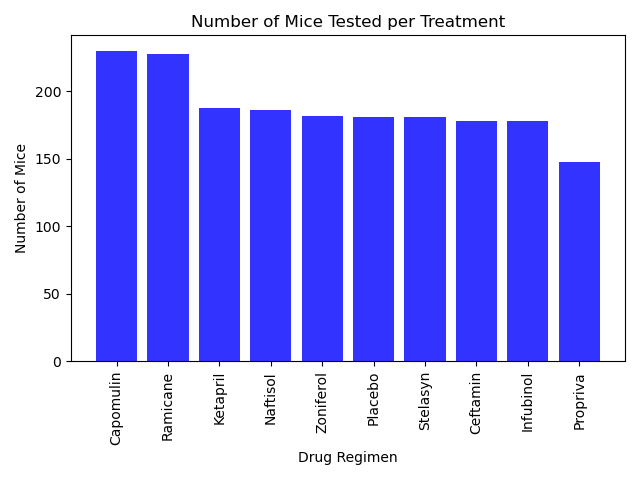 Number of Mice Tested per Treatment
Number of Mice
200
150
100
50
0
Capomulin
Ramicane
Ketapril
Naftisol
Zoniferol
Placebo
Stelasyn
Ceftamin
Infubinol
Propriva
Drug Regimen